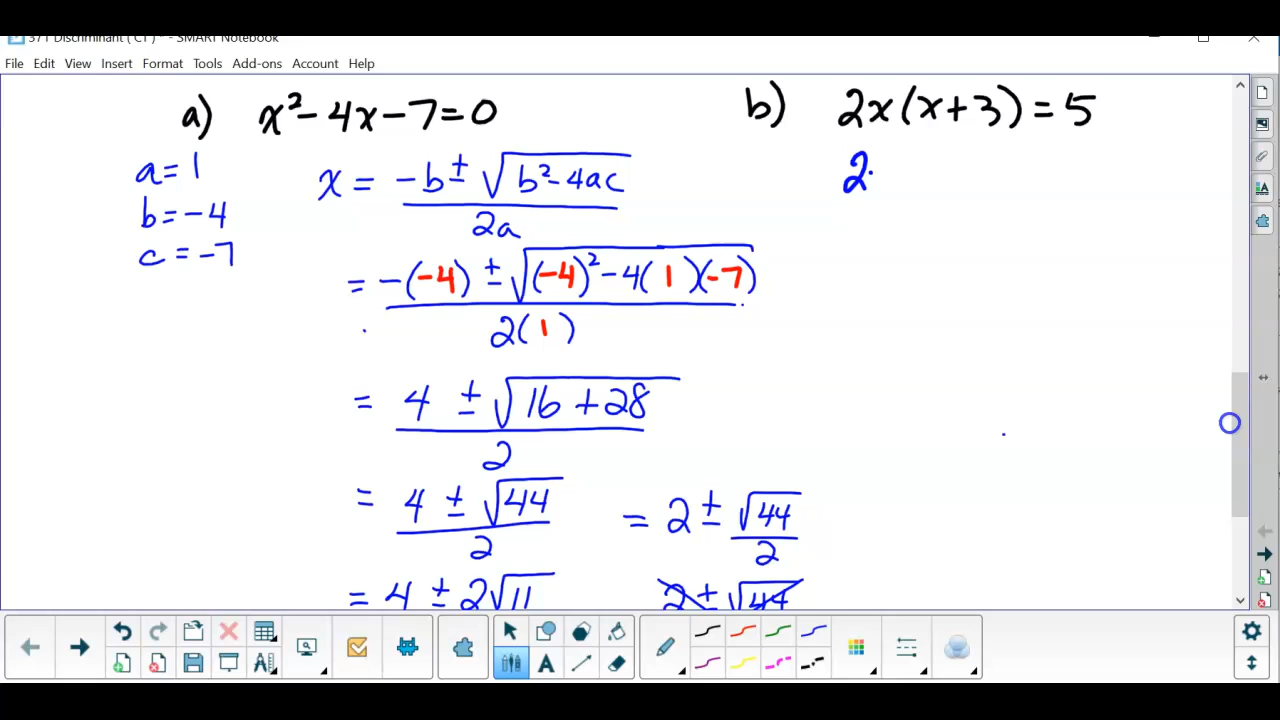 371 Discriminant ( CT ) * - SMART Notebook
File Edit View Insert Format Tools Add-ons Account Help
a) x² - 4x - 7 = 0
a = 1
b = -4
c = -7
x = -b ± √(b² - 4ac)
2a
= -(-4) ± √((-4)² - 4(1)(-7))
2(1)
= 4 ± √(16 + 28)
2
= 4 ± √44
2
= 2 ± √44
2
= 4 ± 2√11
2 ± √44
b) 2x(x + 3) = 5
2